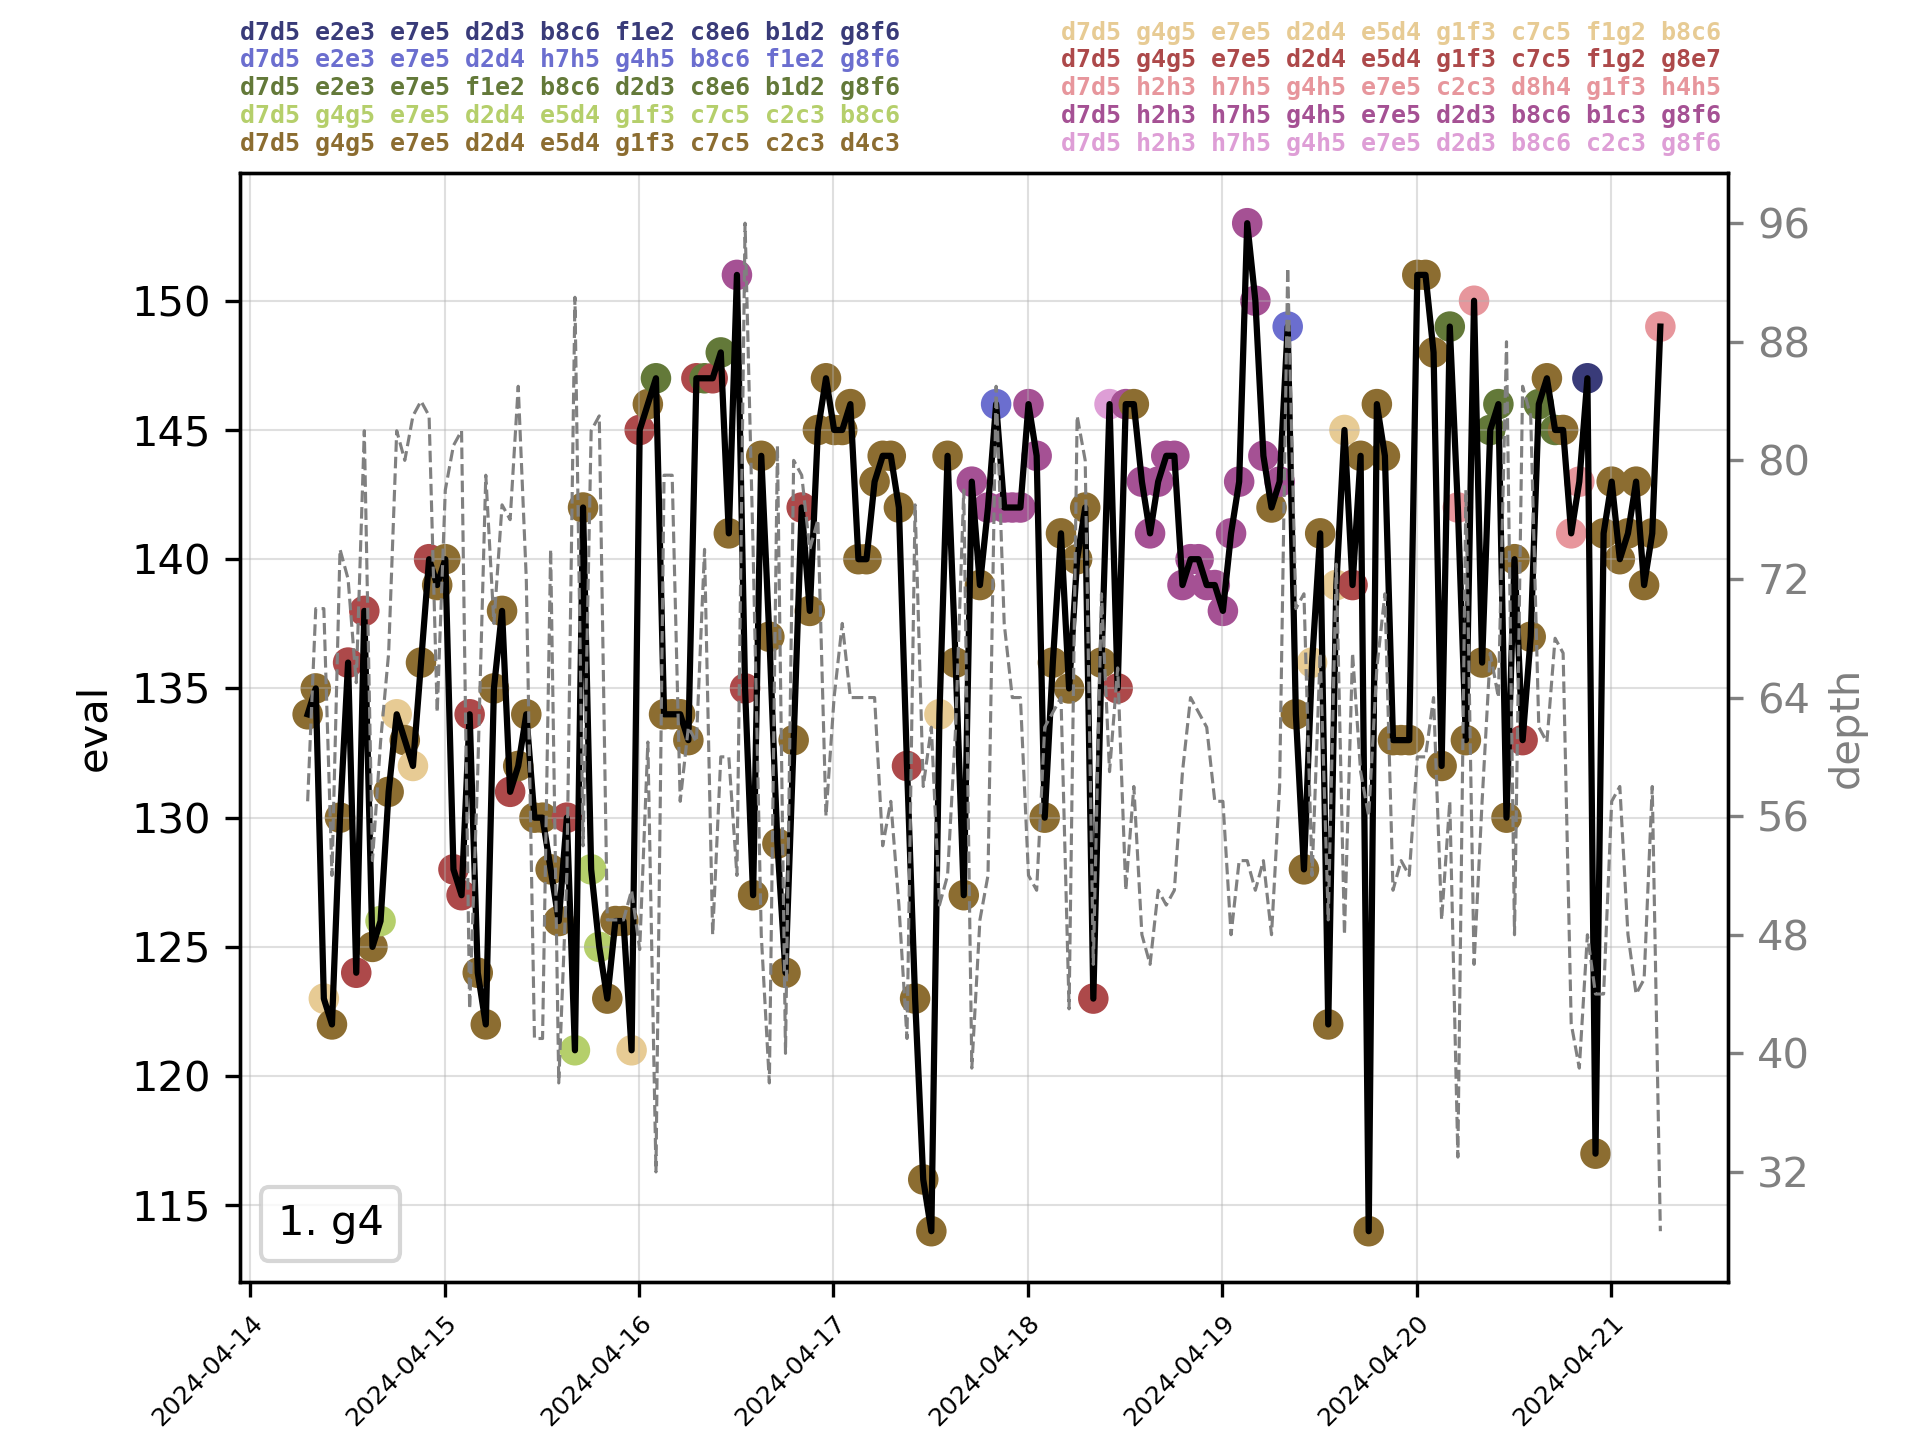 d7d5 e2e3 e7e5 d2d3 b8c6 f1e2 c8e6 b1d2 g8f6
d7d5 e2e3 e7e5 d2d4 h7h5 g4h5 b8c6 f1e2 g8f6
d7d5 e2e3 e7e5 f1e2 b8c6 d2d3 c8e6 b1d2 g8f6
d7d5 g4g5 e7e5 d2d4 e5d4 g1f3 c7c5 c2c3 b8c6
d7d5 g4g5 e7e5 d2d4 e5d4 g1f3 c7c5 c2c3 d4c3
d7d5 g4g5 e7e5 d2d4 e5d4 g1f3 c7c5 f1g2 b8c6
d7d5 g4g5 e7e5 d2d4 e5d4 g1f3 c7c5 f1g2 g8e7
d7d5 h2h3 h7h5 g4h5 e7e5 c2c3 d8h4 g1f3 h4h5
d7d5 h2h3 h7h5 g4h5 e7e5 d2d3 b8c6 b1c3 g8f6
d7d5 h2h3 h7h5 g4h5 e7e5 d2d3 b8c6 c2c3 g8f6
eval
150
145
140
135
130
125
120
115
96
88
80
72
64
56
48
40
32
depth
1. g4
2024-04-14
2024-04-15
2024-04-16
2024-04-17
2024-04-18
2024-04-19
2024-04-20
2024-04-21